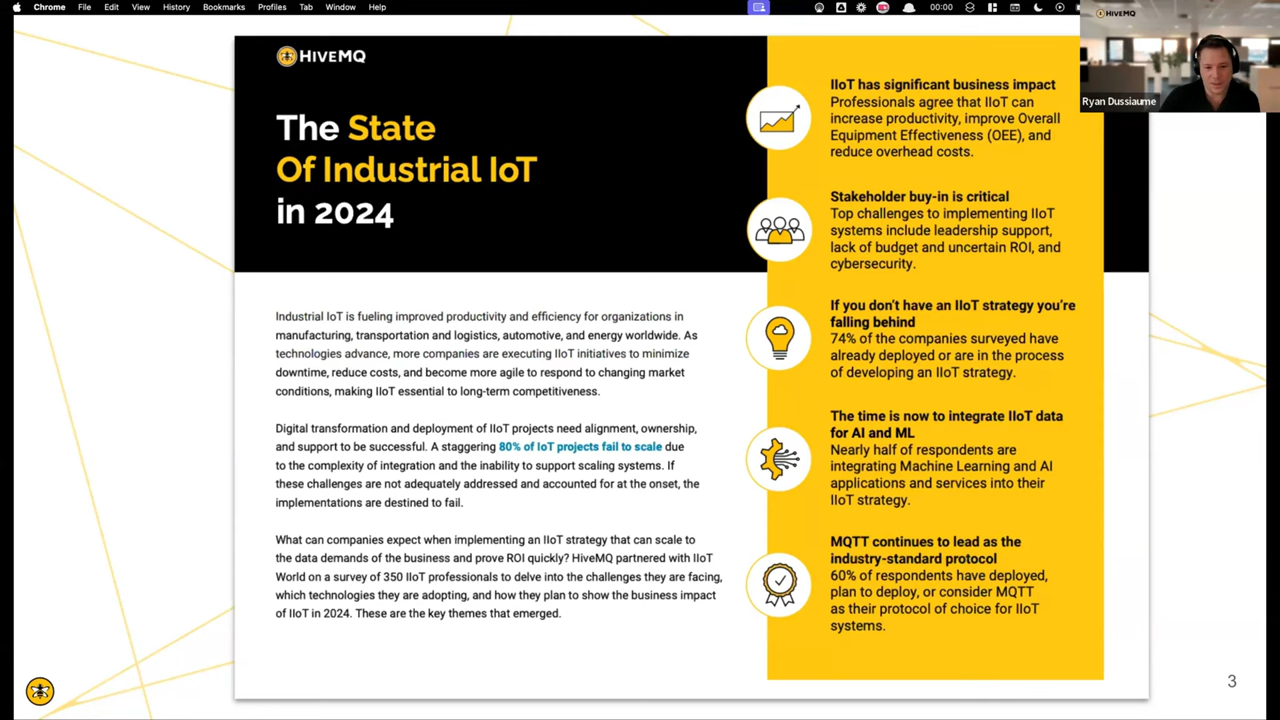 Chrome File Edit View History Bookmarks Profiles Tab Window Help 00:00
HIVEMQ
Ryan Dussiaume
HIVEMQ
The State
Of Industrial IoT
in 2024
Industrial IoT is fueling improved productivity and efficiency for organizations in
manufacturing, transportation and logistics, automotive, and energy worldwide. As
technologies advance, more companies are executing IIoT initiatives to minimize
downtime, reduce costs, and become more agile to respond to changing market
conditions, making IIoT essential to long-term competitiveness.
Digital transformation and deployment of IIoT projects need alignment, ownership,
and support to be successful. A staggering 80% of IoT projects fail to scale due
to the complexity of integration and the inability to support scaling systems. If
these challenges are not adequately addressed and accounted for at the onset, the
implementations are destined to fail.
What can companies expect when implementing an IIoT strategy that can scale to
the data demands of the business and prove ROI quickly? HiveMQ partnered with IIoT
World on a survey of 350 IIoT professionals to delve into the challenges they are facing,
which technologies they are adopting, and how they plan to show the business impact
of IIoT in 2024. These are the key themes that emerged.
IIoT has significant business impact
Professionals agree that IIoT can
increase productivity, improve Overall
Equipment Effectiveness (OEE), and
reduce overhead costs.
Stakeholder buy-in is critical
Top challenges to implementing IIoT
systems include leadership support,
lack of budget and uncertain ROI, and
cybersecurity.
If you don't have an IIoT strategy you're
falling behind
74% of the companies surveyed have
already deployed or are in the process
of developing an IIoT strategy.
The time is now to integrate IIoT data
for AI and ML
Nearly half of respondents are
integrating Machine Learning and AI
applications and services into their
IIoT strategy.
MQTT continues to lead as the
industry-standard protocol
60% of respondents have deployed,
plan to deploy, or consider MQTT
as their protocol of choice for IIoT
systems.
3